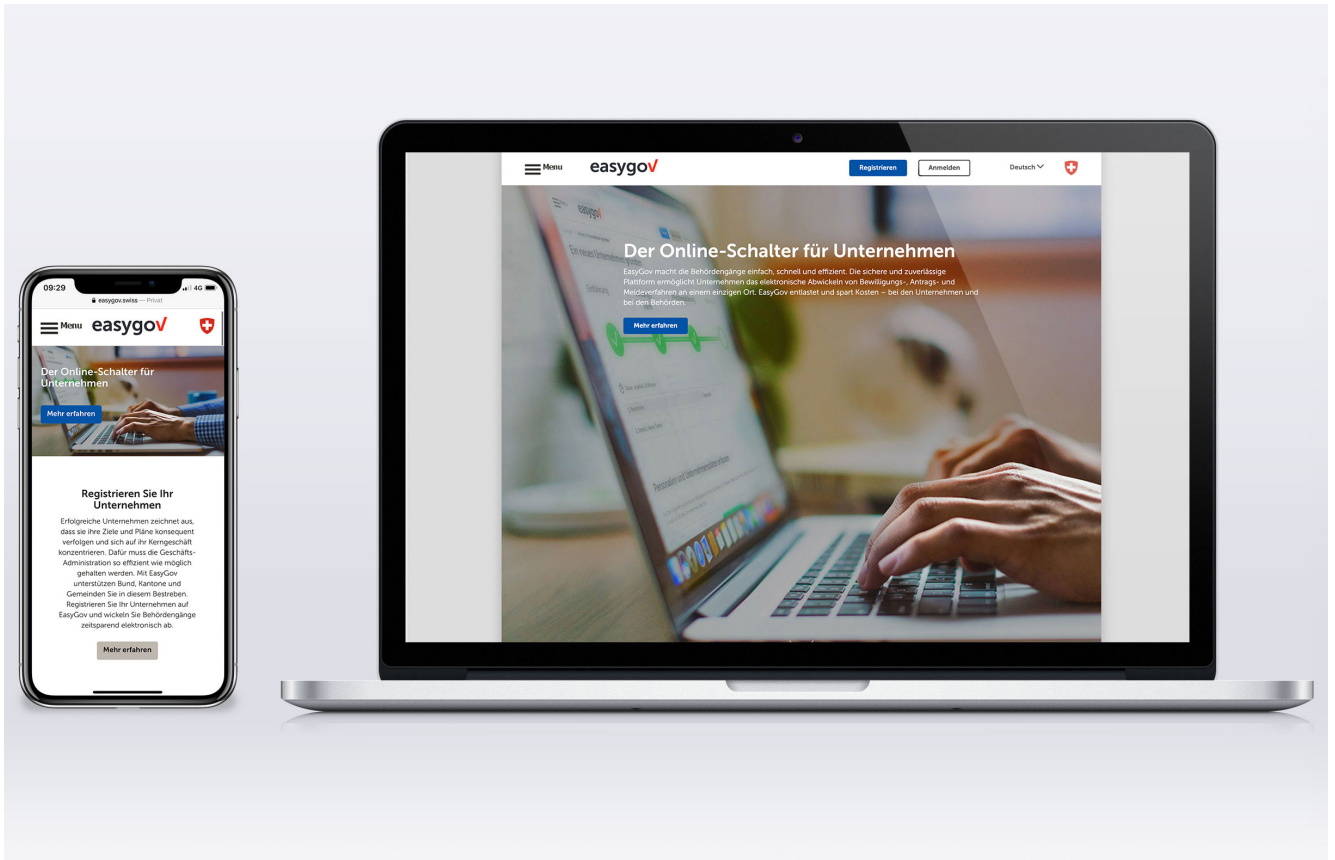 09:29
4G
easygov.swiss — Privat
Menu
easygov
Der Online-Schalter für
Unternehmen
Mehr erfahren
Registrieren Sie Ihr
Unternehmen
Erfolgreiche Unternehmen zeichnet aus,
dass sie ihre Ziele und Pläne konsequent
verfolgen und sich auf ihr Kerngeschäft
konzentrieren. Dafür muss die Geschäfts-
Administration so effizient wie möglich
gehalten werden. Mit EasyGov
unterstützen Bund, Kantone und
Gemeinden Sie in diesem Bestreben.
Registrieren Sie Ihr Unternehmen auf
EasyGov und wickeln Sie Behördengänge
zeitsparend elektronisch ab.
Mehr erfahren
Menu
easygov
Registrieren
Anmelden
Deutsch
Der Online-Schalter für Unternehmen
EasyGov macht die Behördengänge einfach, schnell und effizient. Die sichere und zuverlässige
Plattform ermöglicht Unternehmen das elektronische Abwickeln von Bewilligungs-, Antrags- und
Meldeverfahren an einem einzigen Ort. EasyGov entlastet und spart Kosten – bei den Unternehmen und
bei den Behörden.
Mehr erfahren
easygov
Einführung